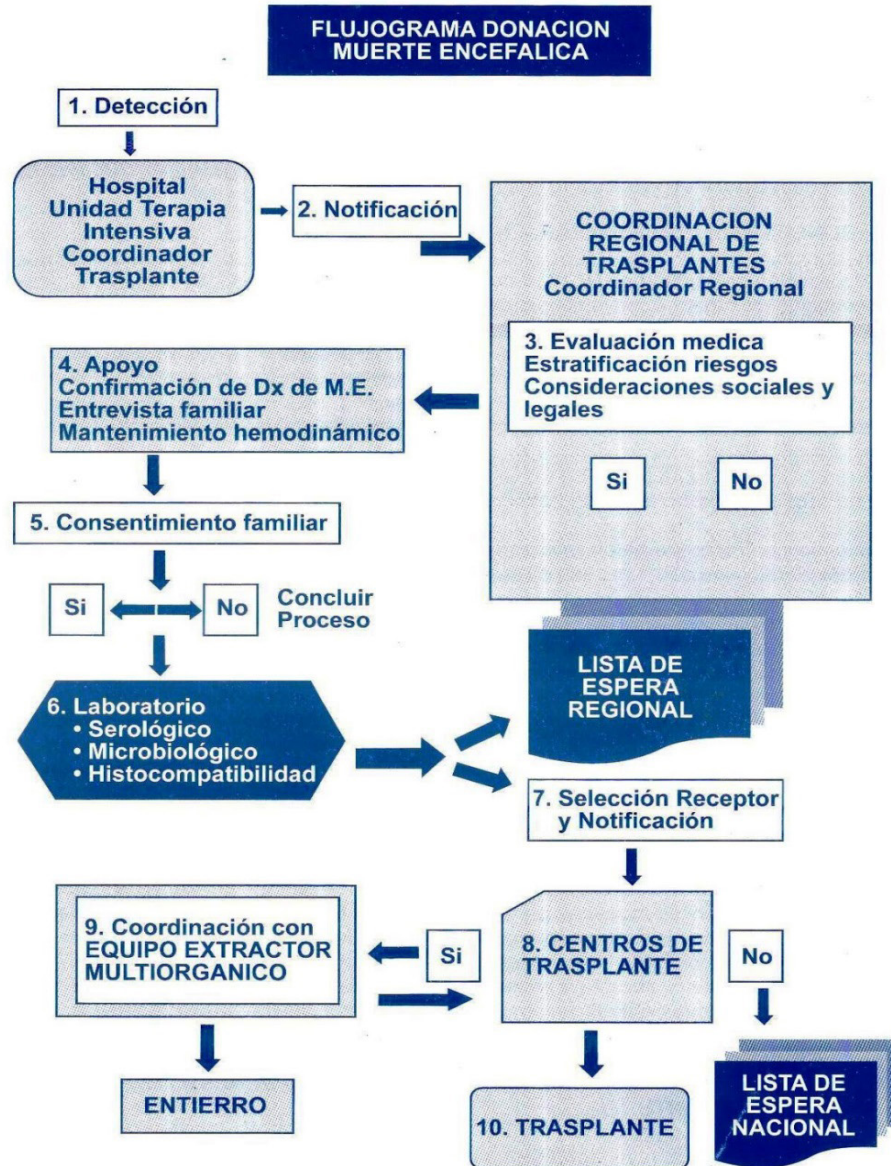 FLUJOGRAMA DONACION
MUERTE ENCEFALICA
1. Detección
Hospital
Unidad Terapia
Intensiva
Coordinador
Trasplante
2. Notificación
COORDINACION
REGIONAL DE
TRASPLANTES
Coordinador Regional
3. Evaluación medica
Estratificación riesgos
Consideraciones sociales y
legales
Si
No
4. Apoyo
Confirmación de Dx de M.E.
Entrevista familiar
Mantenimiento hemodinámico
5. Consentimiento familiar
Si
No
Concluir
Proceso
6. Laboratorio
• Serológico
• Microbiológico
• Histocompatibilidad
LISTA DE
ESPERA
REGIONAL
7. Selección Receptor
y Notificación
8. CENTROS DE
TRASPLANTE
Si
No
9. Coordinación con
EQUIPO EXTRACTOR
MULTIORGANICO
ENTIERRO
10. TRASPLANTE
LISTA DE
ESPERA
NACIONAL